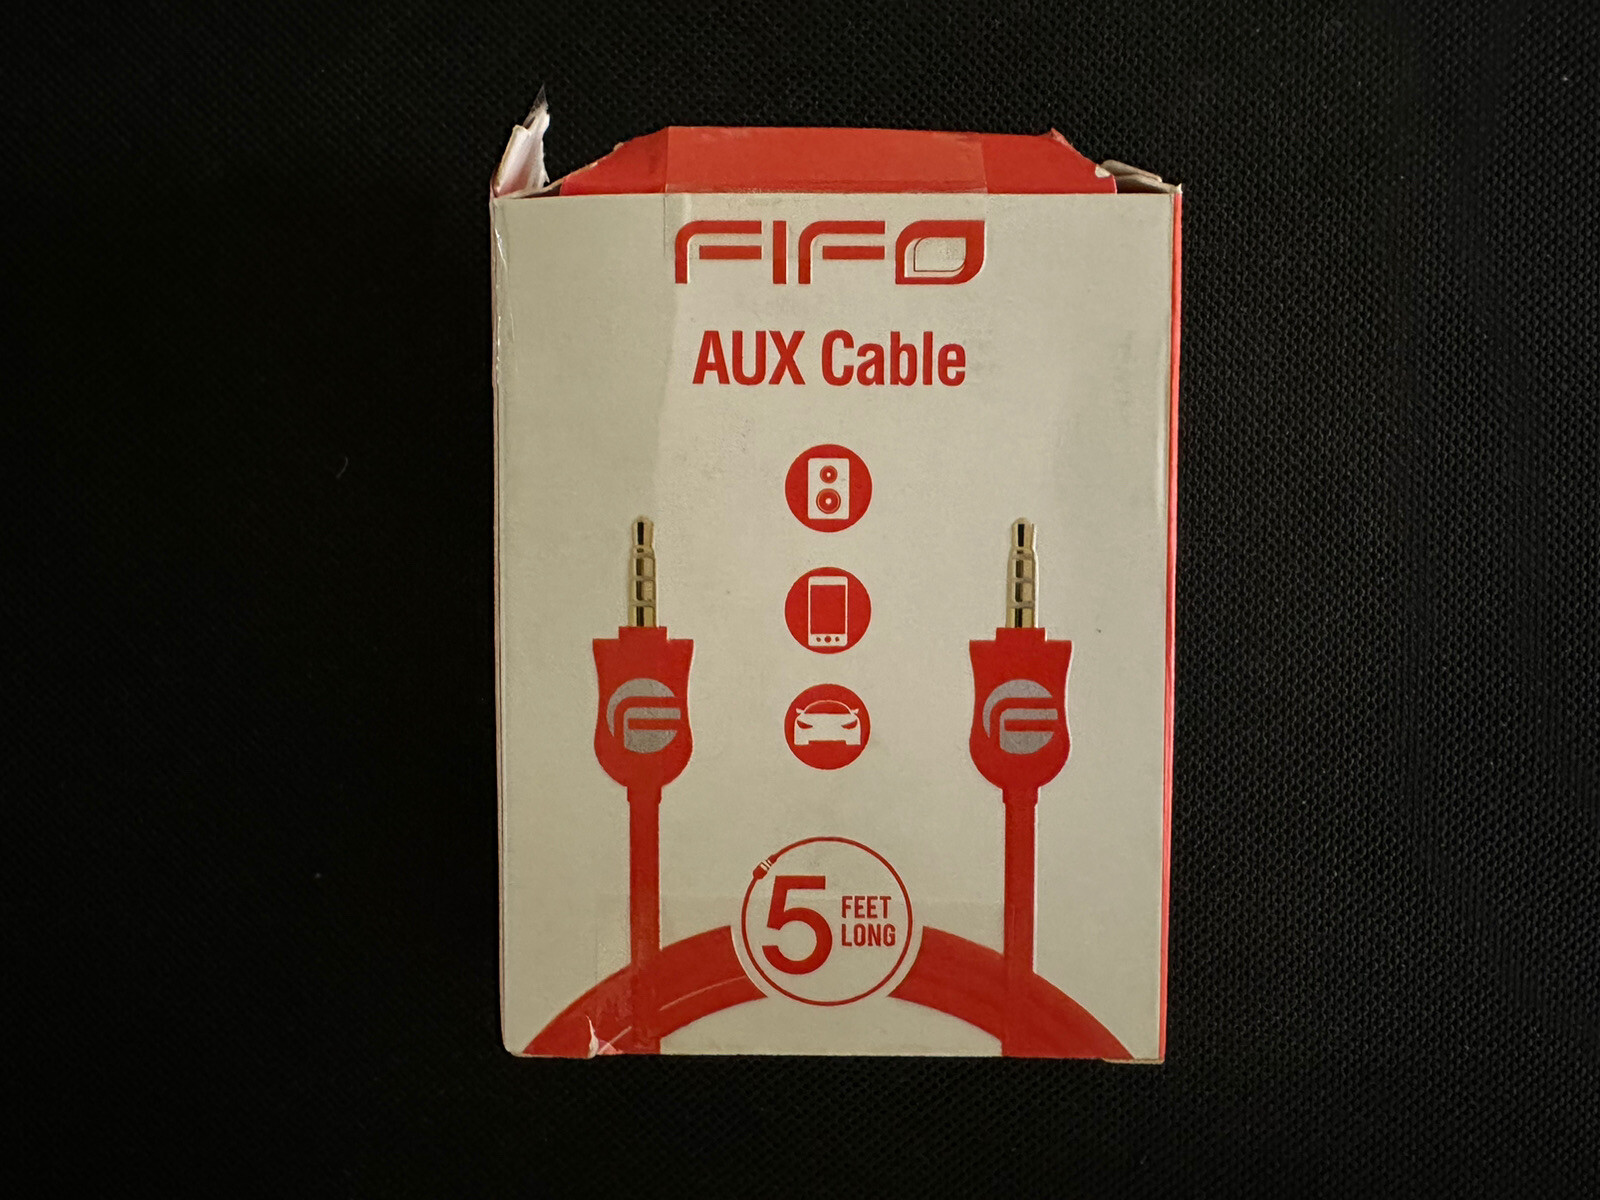 FIFO
AUX Cable
5 FEET
LONG